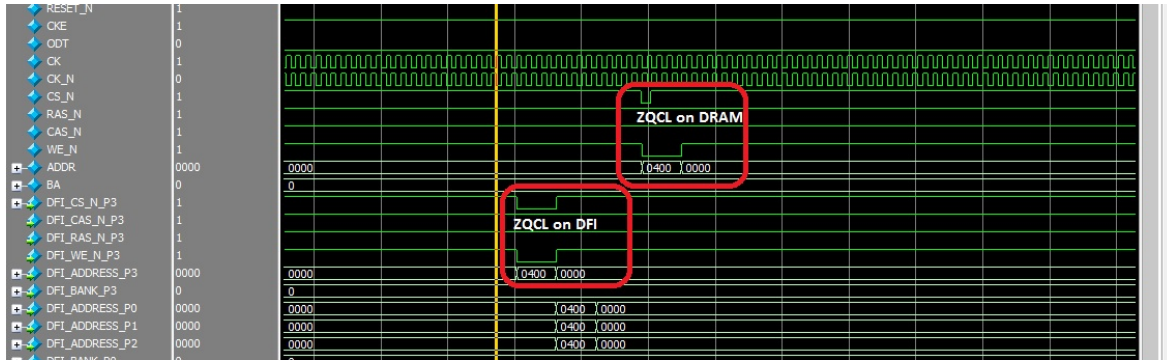 RESET_N 1
CKE 1
ODT 0
CK 1
CK_N 0
CS_N 1
RAS_N 1
ZQCL on DRAM
CAS_N 1
WE_N 1
ADDR 0000 0000 0400 0000
BA 0 0
DFI_CS_N_P3 1
DFI_CAS_N_P3 1
ZQCL on DFI
DFI_RAS_N_P3 1
DFI_WE_N_P3 1
DFI_ADDRESS_P3 0000 0000 0400 0000
DFI_BANK_P3 0 0
DFI_ADDRESS_P0 0000 0000 0400 0000
DFI_ADDRESS_P1 0000 0000 0400 0000
DFI_ADDRESS_P2 0000 0000 0400 0000